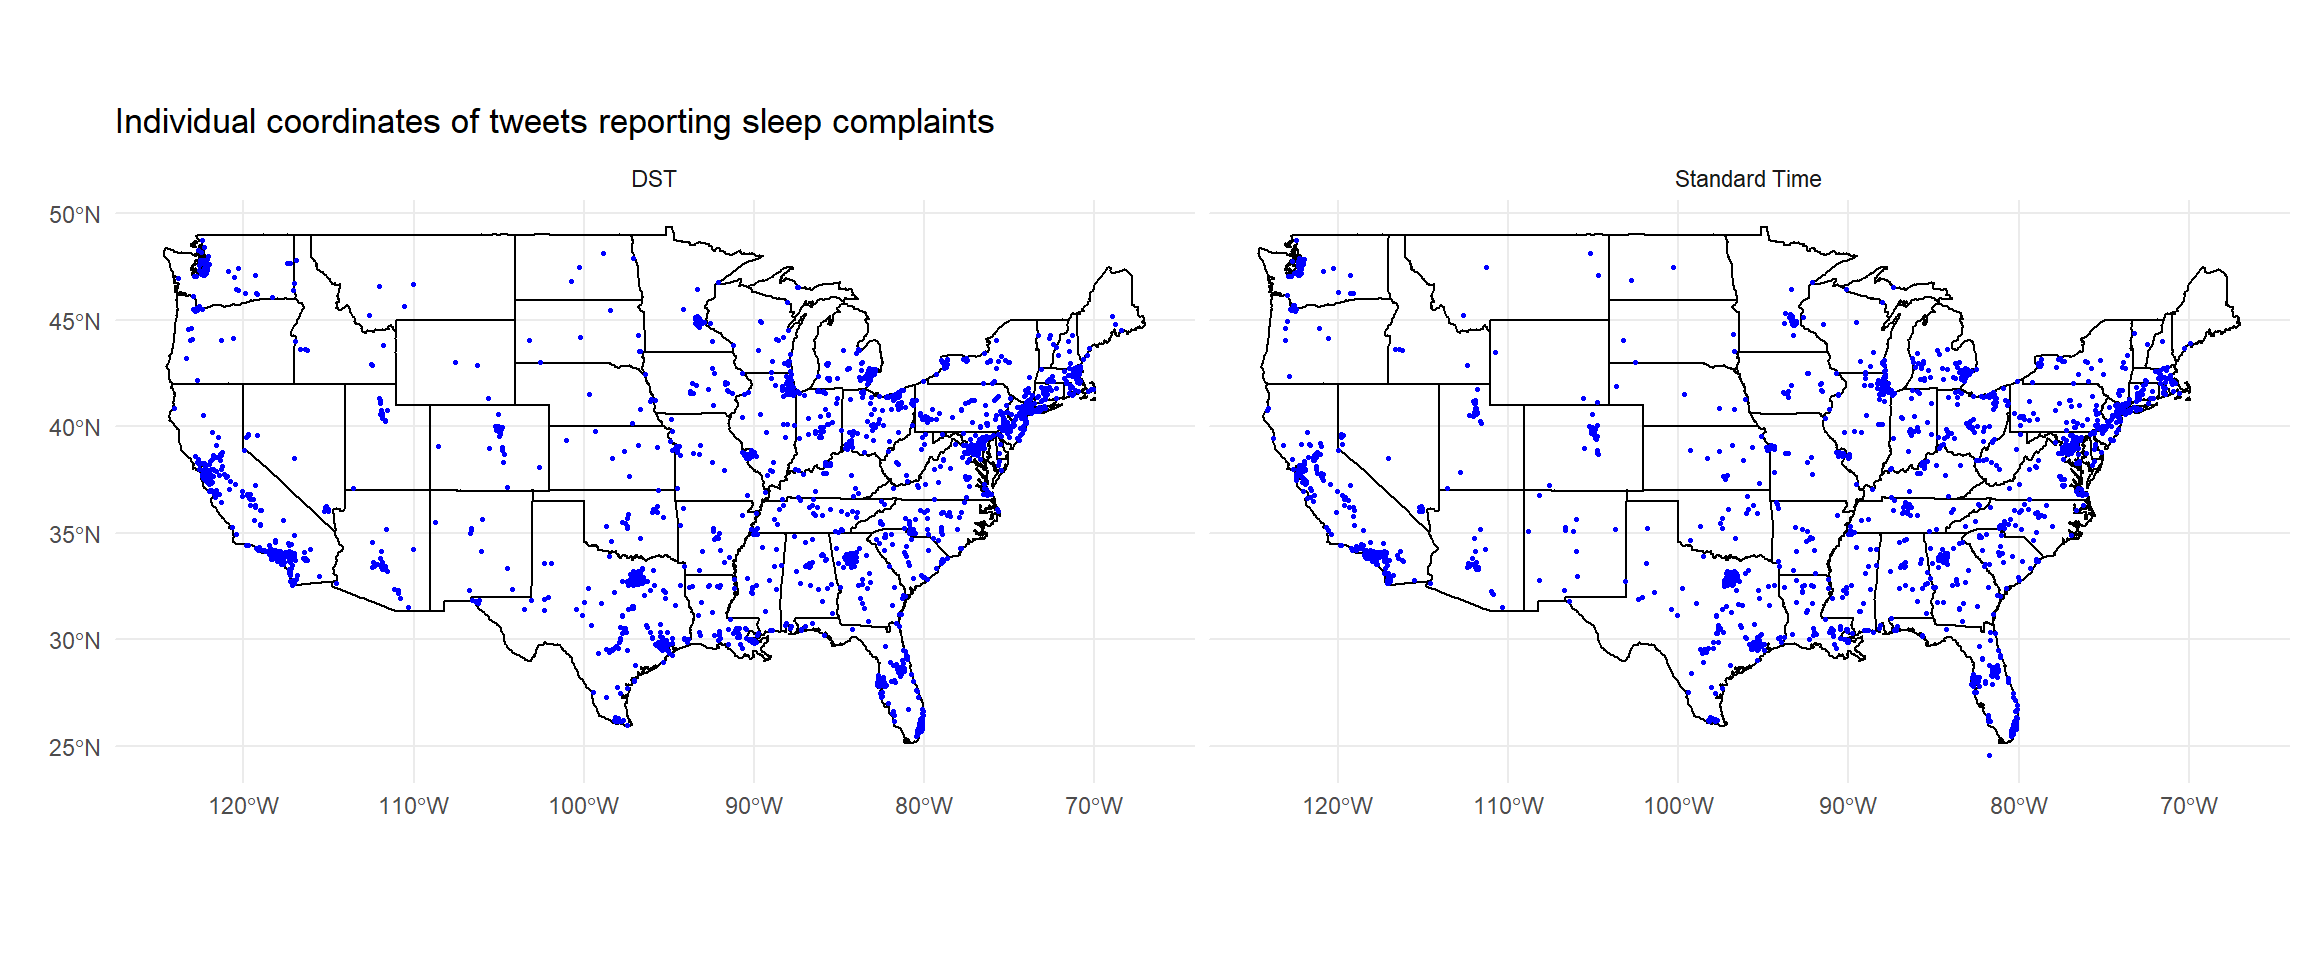 Individual coordinates of tweets reporting sleep complaints
DST
Standard Time
50°N
45°N
40°N
35°N
30°N
25°N
120°W 110°W 100°W 90°W 80°W 70°W
120°W 110°W 100°W 90°W 80°W 70°W